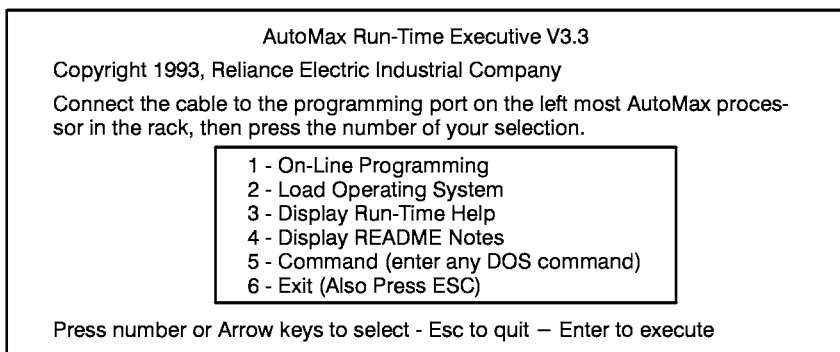 AutoMax Run-Time Executive V3.3
Copyright 1993, Reliance Electric Industrial Company
Connect the cable to the programming port on the left most AutoMax proces-
sor in the rack, then press the number of your selection.
1 - On-Line Programming
2 - Load Operating System
3 - Display Run-Time Help
4 - Display README Notes
5 - Command (enter any DOS command)
6 - Exit (Also Press ESC)
Press number or Arrow keys to select - Esc to quit – Enter to execute